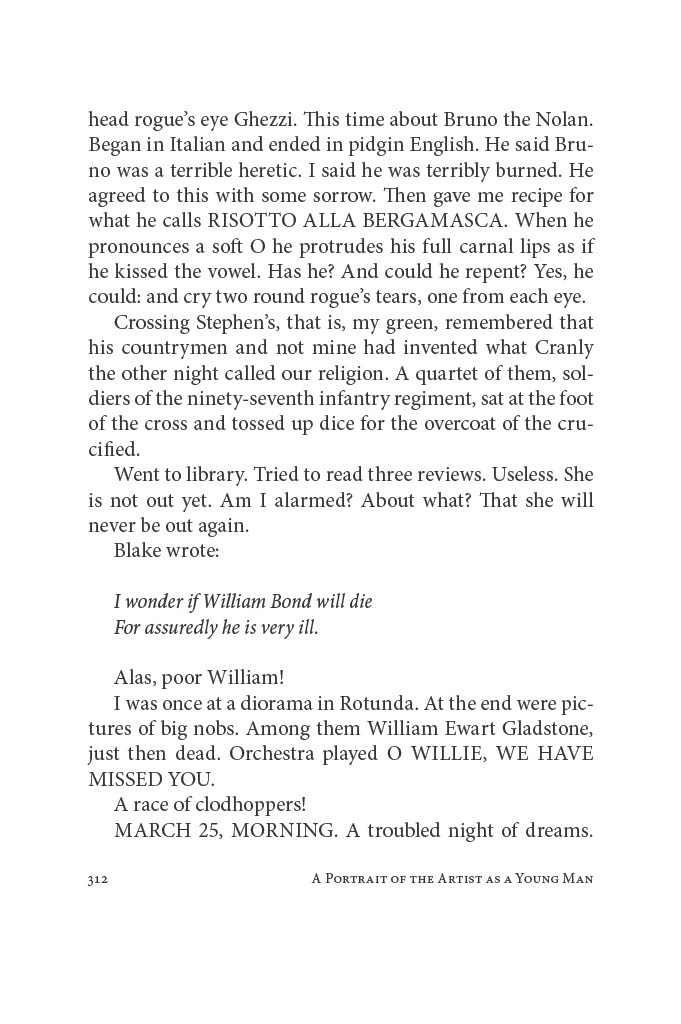 head rogue’s eye Ghezzi. This time about Bruno the Nolan.
Began in Italian and ended in pidgin English. He said Bru-
no was a terrible heretic. I said he was terribly burned. He
agreed to this with some sorrow. Then gave me recipe for
what he calls RISOTTO ALLA BERGAMASCA. When he
pronounces a soft O he protrudes his full carnal lips as if
he kissed the vowel. Has he? And could he repent? Yes, he
could: and cry two round rogue’s tears, one from each eye.
Crossing Stephen’s, that is, my green, remembered that
his countrymen and not mine had invented what Cranly
the other night called our religion. A quartet of them, sol-
diers of the ninety-seventh infantry regiment, sat at the foot
of the cross and tossed up dice for the overcoat of the cru-
cified.
Went to library. Tried to read three reviews. Useless. She
is not out yet. Am I alarmed? About what? That she will
never be out again.
Blake wrote:
I wonder if William Bond will die
For assuredly he is very ill.
Alas, poor William!
I was once at a diorama in Rotunda. At the end were pic-
tures of big nobs. Among them William Ewart Gladstone,
just then dead. Orchestra played O WILLIE, WE HAVE
MISSED YOU.
A race of clodhoppers!
MARCH 25, MORNING. A troubled night of dreams.
312 A Portrait of the Artist as a Young Man